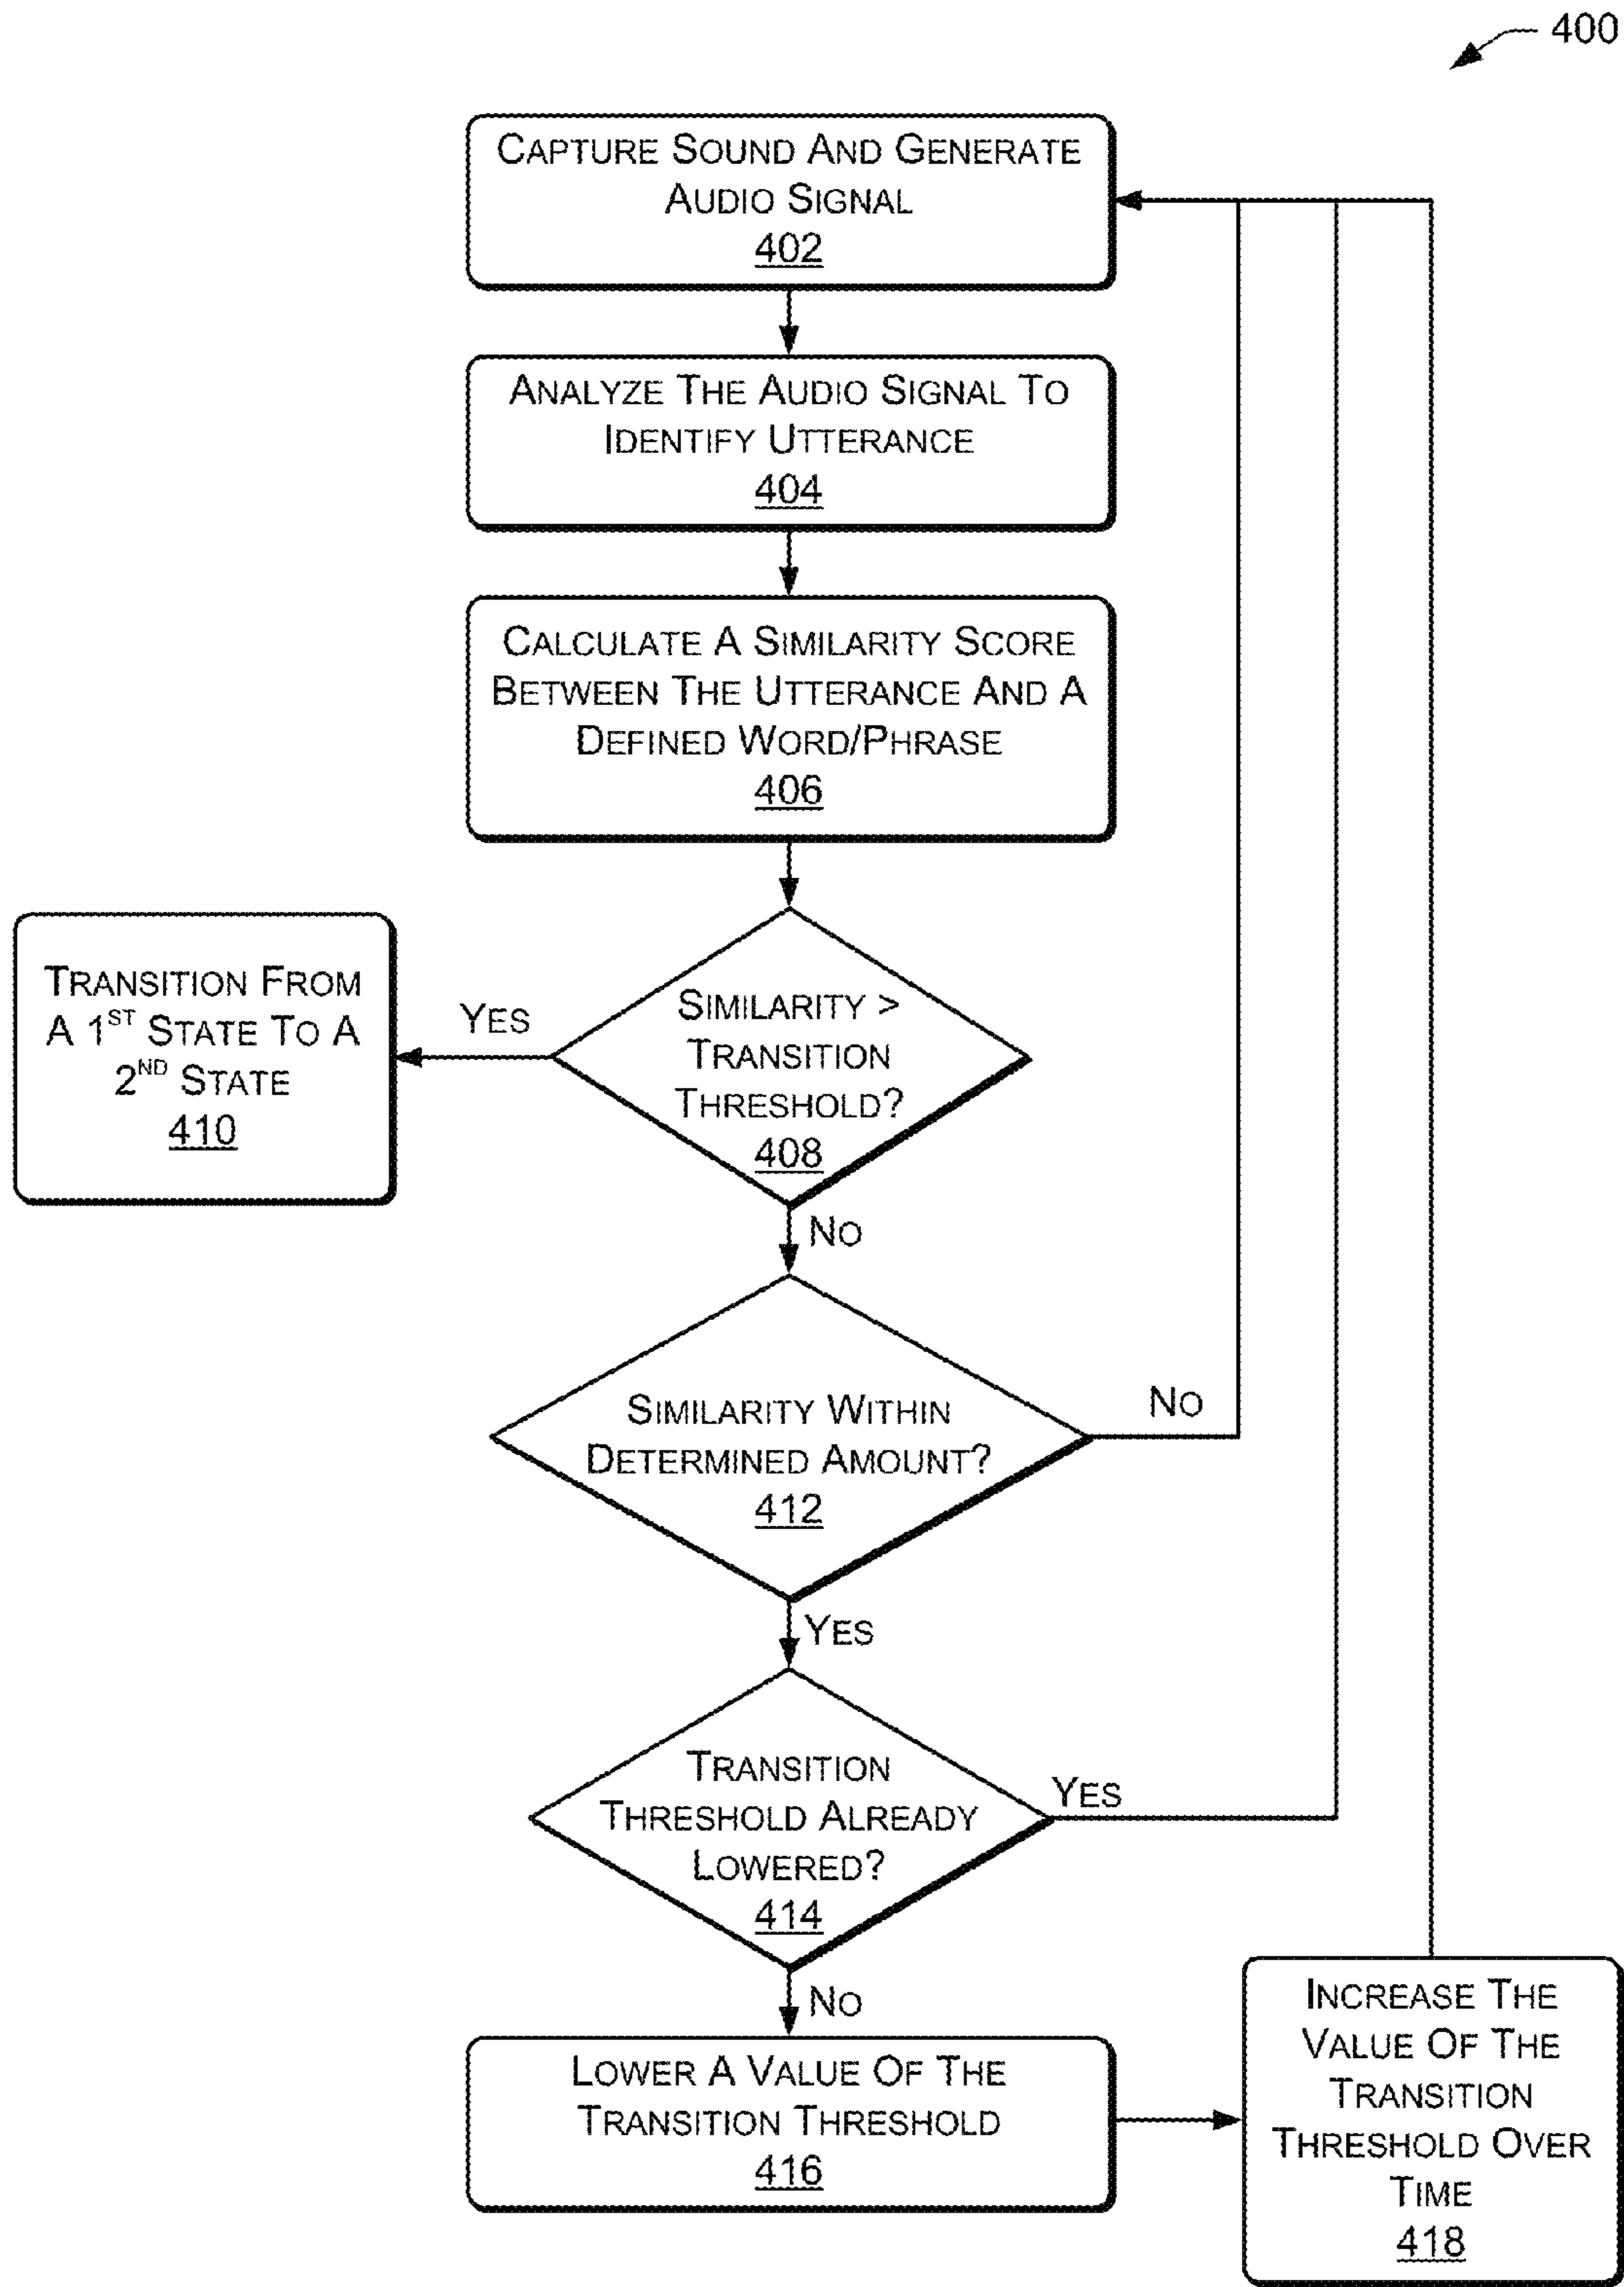 400
CAPTURE SOUND AND GENERATE
AUDIO SIGNAL
402
ANALYZE THE AUDIO SIGNAL TO
IDENTIFY UTTERANCE
404
CALCULATE A SIMILARITY SCORE
BETWEEN THE UTTERANCE AND A
DEFINED WORD/PHRASE
406
SIMILARITY >
TRANSITION
THRESHOLD?
408
YES
TRANSITION FROM
A 1ST STATE TO A
2ND STATE
410
NO
SIMILARITY WITHIN
DETERMINED AMOUNT?
412
NO
YES
TRANSITION
THRESHOLD ALREADY
LOWERED?
414
YES
NO
LOWER A VALUE OF THE
TRANSITION THRESHOLD
416
INCREASE THE
VALUE OF THE
TRANSITION
THRESHOLD OVER
TIME
418